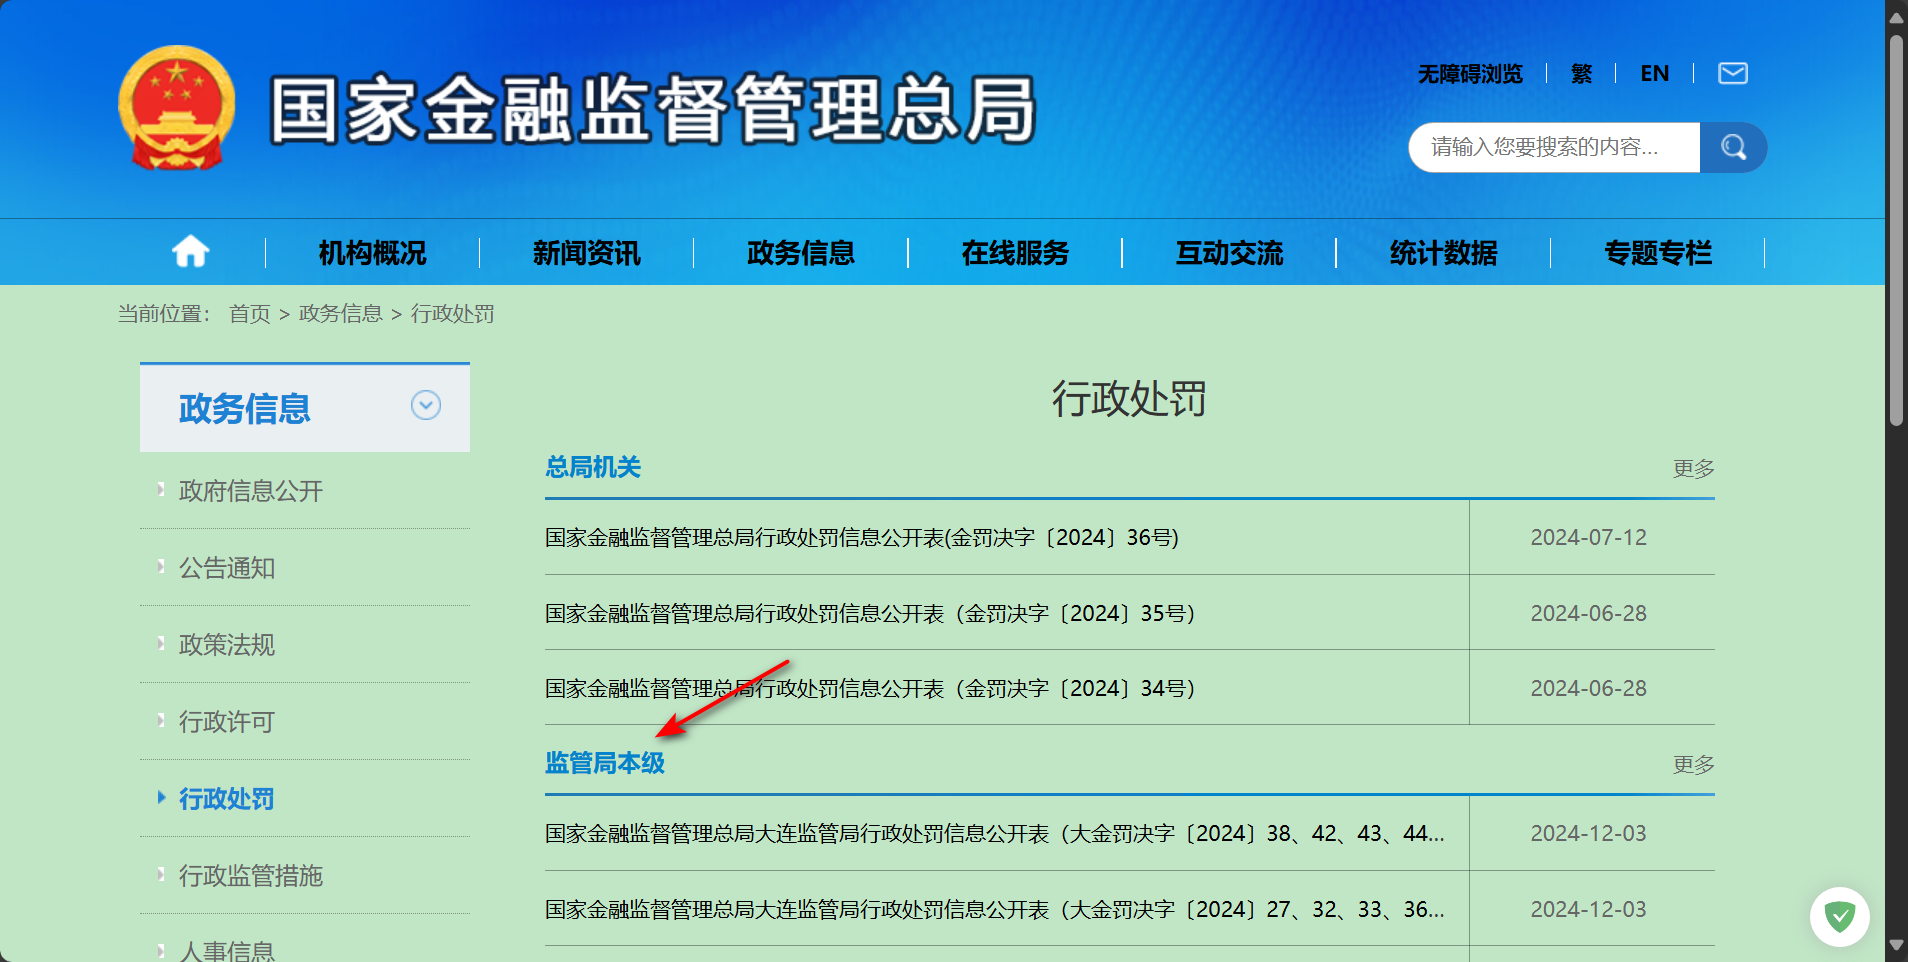 国家金融监督管理总局
无障碍浏览
繁
EN
请输入您要搜索的内容...
机构概况
新闻资讯
政务信息
在线服务
互动交流
统计数据
专题专栏
当前位置： 首页 > 政务信息 > 行政处罚
政务信息
政府信息公开
公告通知
政策法规
行政许可
行政处罚
行政监管措施
人事信息
行政处罚
总局机关 更多
国家金融监督管理总局行政处罚信息公开表(金罚决字〔2024〕36号) 2024-07-12
国家金融监督管理总局行政处罚信息公开表（金罚决字〔2024〕35号） 2024-06-28
国家金融监督管理总局行政处罚信息公开表（金罚决字〔2024〕34号） 2024-06-28
监管局本级 更多
国家金融监督管理总局大连监管局行政处罚信息公开表（大金罚决字〔2024〕38、42、43、44... 2024-12-03
国家金融监督管理总局大连监管局行政处罚信息公开表（大金罚决字〔2024〕27、32、33、36... 2024-12-03